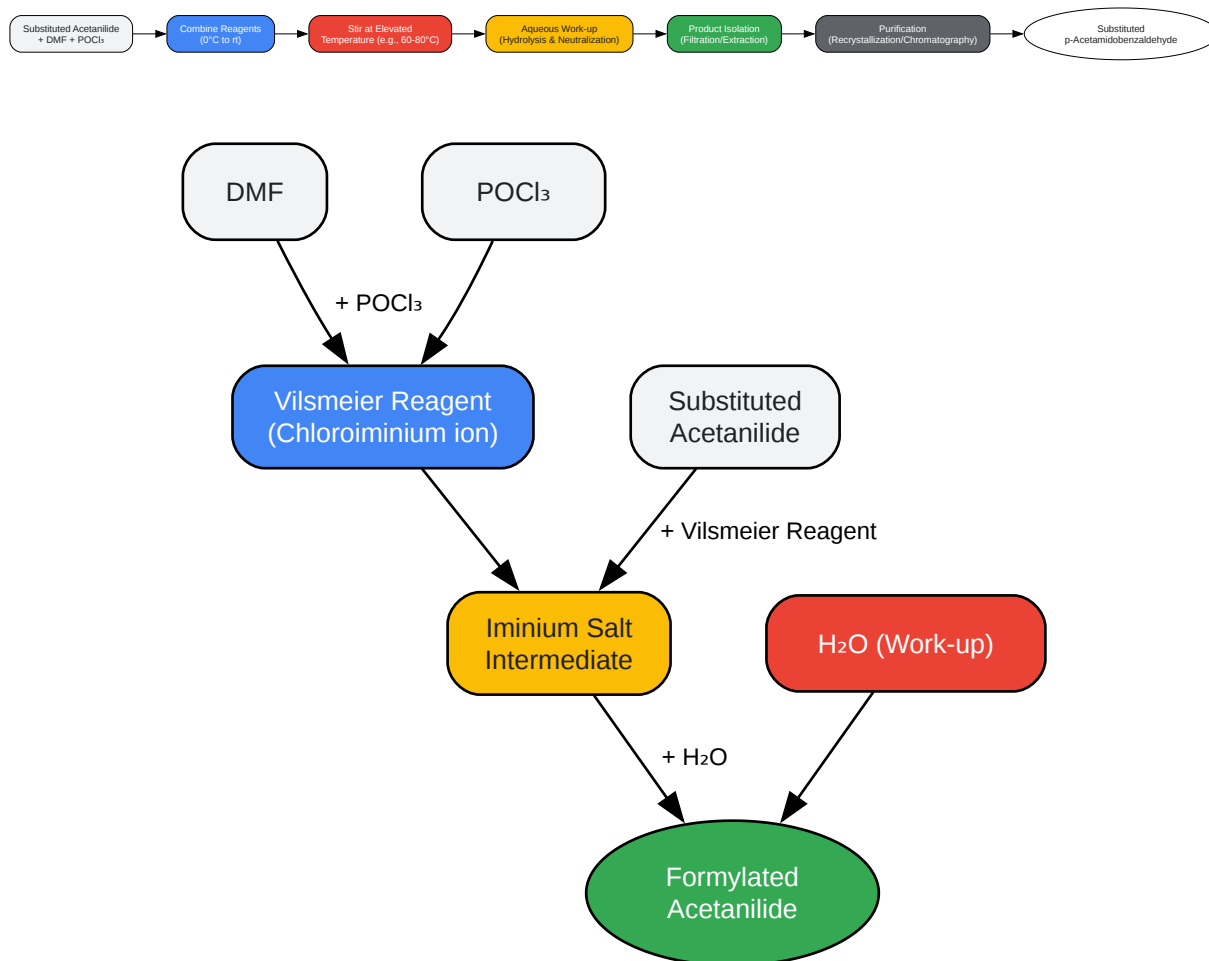 Substituted Acetanilide
+ DMF + POCl₃
Combine Reagents
(0°C to rt)
Stir at Elevated
Temperature (e.g., 60-80°C)
Aqueous Work-up
(Hydrolysis & Neutralization)
Product Isolation
(Filtration/Extraction)
Purification
(Recrystallization/Chromatography)
Substituted
p-Acetamidobenzaldehyde
DMF
POCl₃
+ POCl₃
Vilsmeier Reagent
(Chloroiminium ion)
Substituted
Acetanilide
+ Vilsmeier Reagent
Iminium Salt
Intermediate
H₂O (Work-up)
+ H₂O
Formylated
Acetanilide